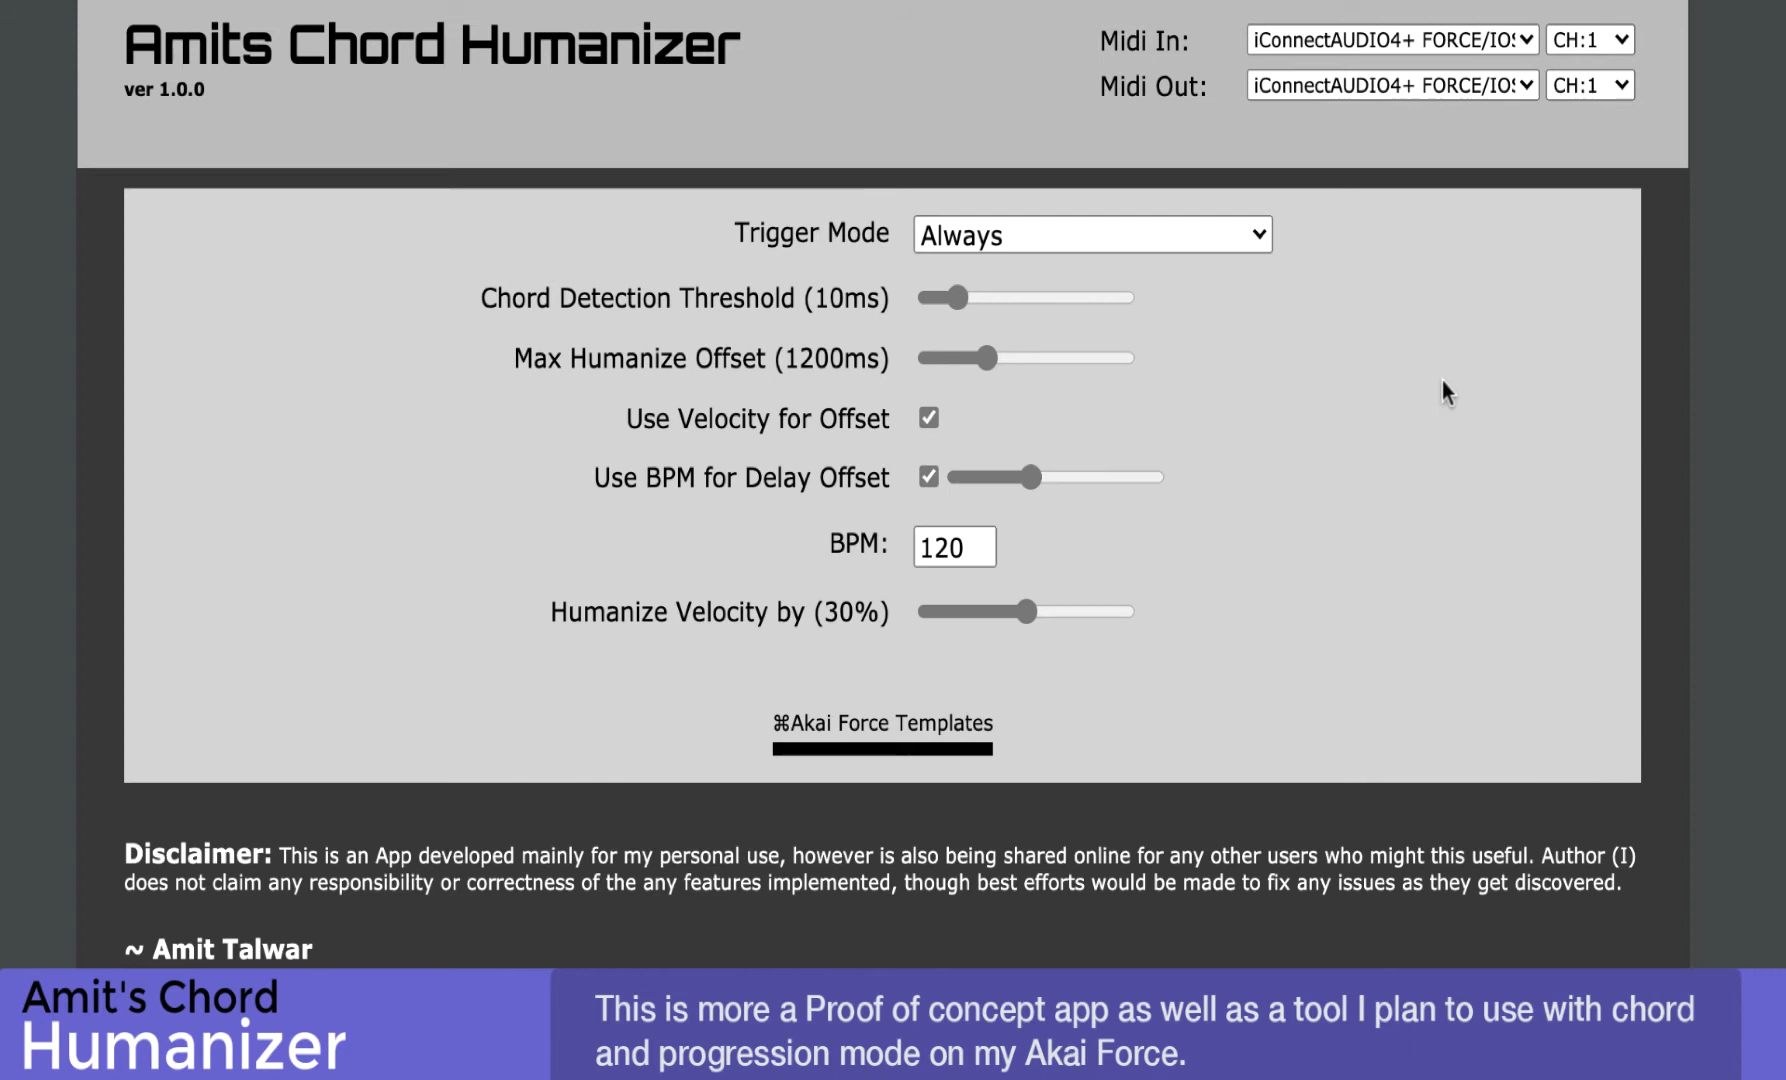 Amits Chord Humanizer
ver 1.0.0
Midi In: iConnectAUDIO4+ FORCE/IOS CH:1
Midi Out: iConnectAUDIO4+ FORCE/IOS CH:1
Trigger Mode Always
Chord Detection Threshold (10ms)
Max Humanize Offset (1200ms)
Use Velocity for Offset
Use BPM for Delay Offset
BPM: 120
Humanize Velocity by (30%)
⌘Akai Force Templates
Disclaimer: This is an App developed mainly for my personal use, however is also being shared online for any other users who might this useful. Author (I)
does not claim any responsibility or correctness of the any features implemented, though best efforts would be made to fix any issues as they get discovered.
~ Amit Talwar
Amit's Chord
Humanizer
This is more a Proof of concept app as well as a tool I plan to use with chord
and progression mode on my Akai Force.